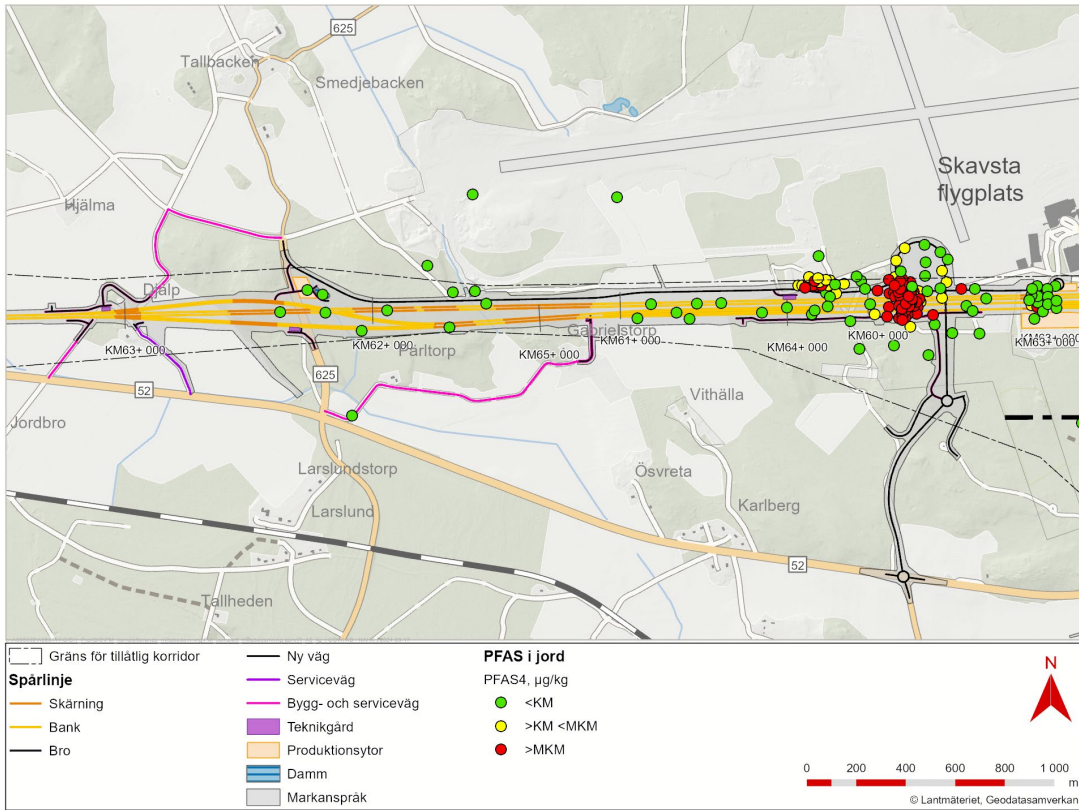 625
Tallbacken
Smedjebacken
Skavsta
flygplats
Hjälma
Djälp
KM63+ 000
KM62+ 000
Pärltorp
KM65+ 000
Gabrielstorp
KM61+ 000
KM64+ 000
KM60+ 000
52
625
Vithälla
Jordbro
Larslundstorp
Ösvreta
Larslund
Karlberg
52
Tallheden
Gräns för tillåtlig korridor
Spårlinje
Skärning
Bank
Bro
Ny väg
Serviceväg
Bygg- och serviceväg
Teknikgård
Produktionsytor
Damm
Markanspråk
PFAS i jord
PFAS4, µg/kg
<KM
>KM <MKM
>MKM
N
0 200 400 600 800 1 000
m
© Lantmäteriet, Geodatasamverkan